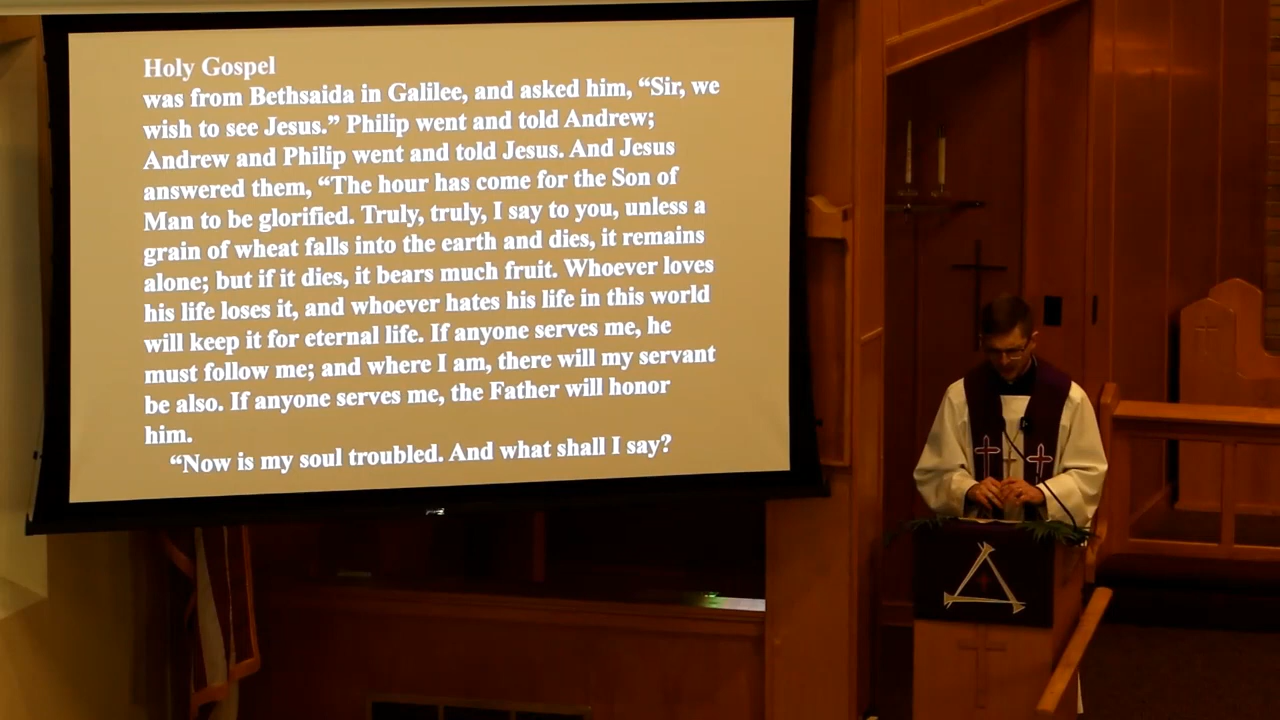 Holy Gospel
was from Bethsaida in Galilee, and asked him, “Sir, we
wish to see Jesus.” Philip went and told Andrew;
Andrew and Philip went and told Jesus. And Jesus
answered them, “The hour has come for the Son of
Man to be glorified. Truly, truly, I say to you, unless a
grain of wheat falls into the earth and dies, it remains
alone; but if it dies, it bears much fruit. Whoever loves
his life loses it, and whoever hates his life in this world
will keep it for eternal life. If anyone serves me, he
must follow me; and where I am, there will my servant
be also. If anyone serves me, the Father will honor
him.
“Now is my soul troubled. And what shall I say?